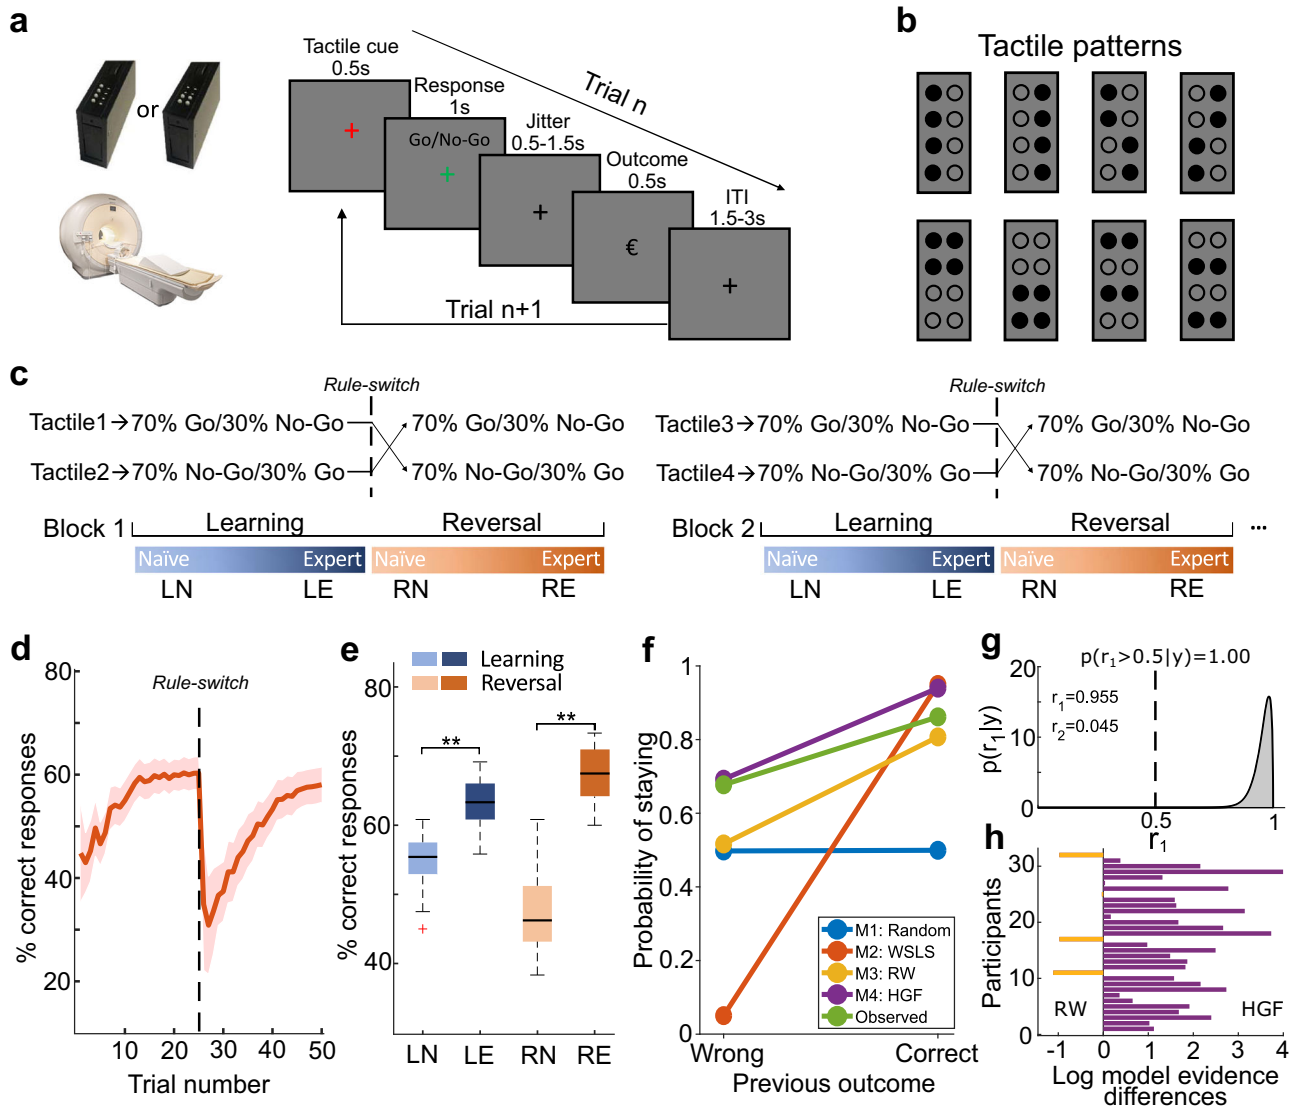 a
or
Tactile cue
0.5s
Response
1s
Go/No-Go
Jitter
0.5-1.5s
Outcome
0.5s
€
ITI
1.5-3s
Trial n
Trial n+1
b
Tactile patterns
c
Rule-switch
Tactile1→70% Go/30% No-Go
70% Go/30% No-Go
Tactile2→70% No-Go/30% Go
70% No-Go/30% Go
Block 1
Learning
Reversal
Naïve
Expert
Naïve
Expert
LN
LE
RN
RE
Rule-switch
Tactile3→70% Go/30% No-Go
70% Go/30% No-Go
Tactile4→70% No-Go/30% Go
70% No-Go/30% Go
Block 2
Learning
Reversal
...
Naïve
Expert
Naïve
Expert
LN
LE
RN
RE
d
% correct responses
80
60
40
20
Rule-switch
10 20 30 40 50
Trial number
e
Learning
Reversal
% correct responses
80
60
40
**
**
LN LE RN RE
f
Probability of staying
1
0.8
0.6
0.4
0.2
0
M1: Random
M2: WSLS
M3: RW
M4: HGF
Observed
Wrong
Correct
Previous outcome
g
p(r₁>0.5|y)=1.00
p(r₁|y)
20
10
0
r₁=0.955
r₂=0.045
0.5
1
r₁
h
Participants
30
20
10
0
RW
HGF
-1 0 1 2 3 4
Log model evidence
differences